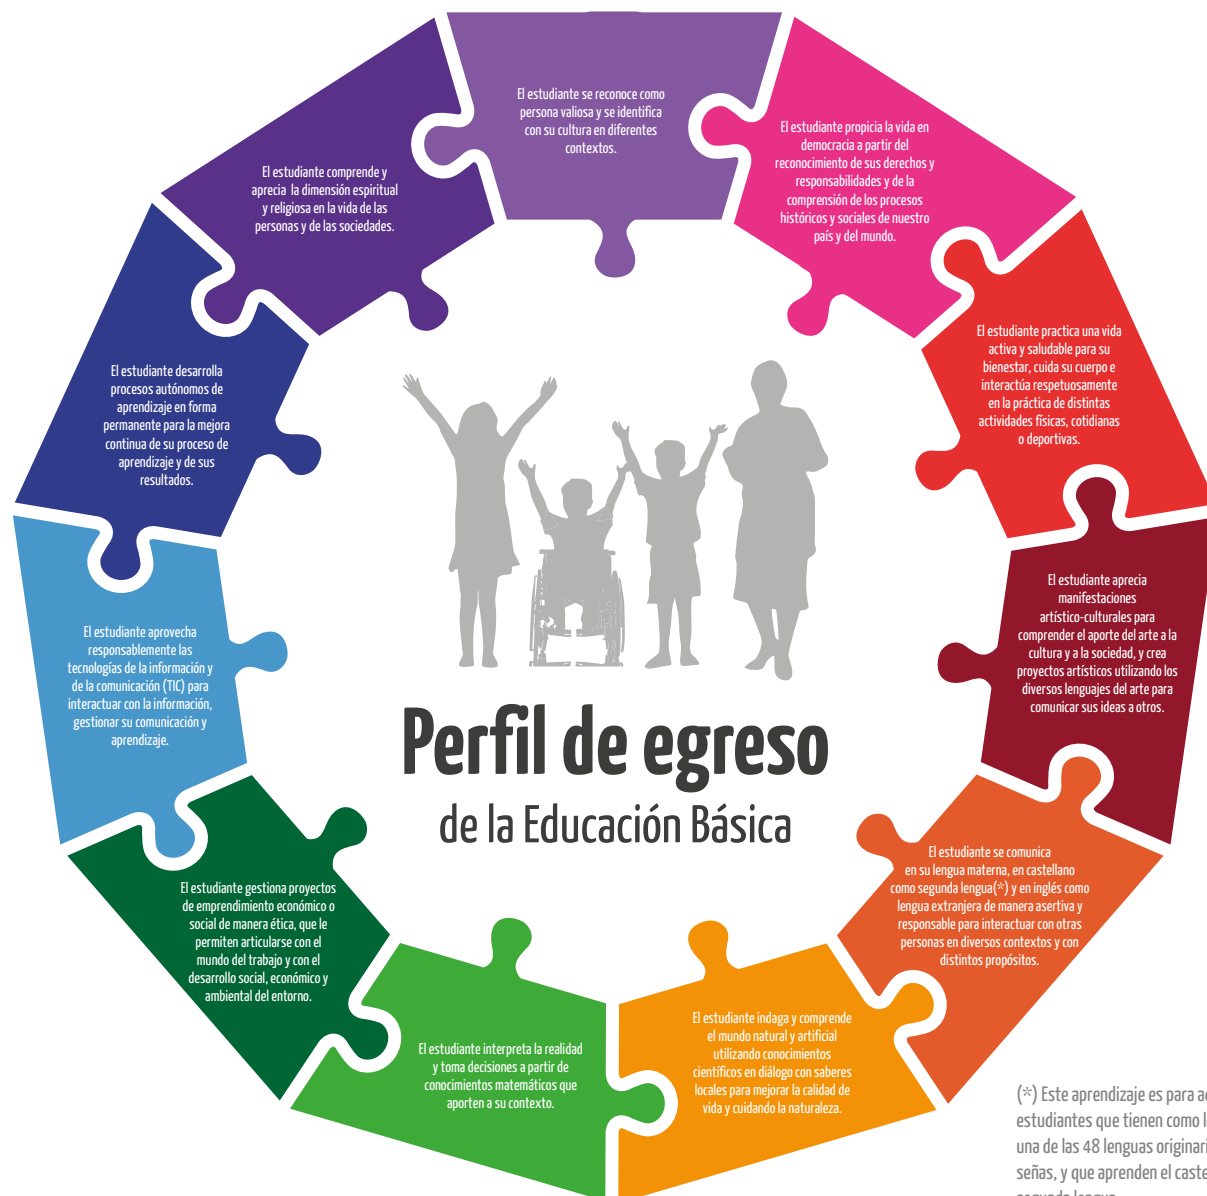 El estudiante se reconoce como
persona valiosa y se identifica
con su cultura en diferentes
contextos.
El estudiante propicia la vida en
democracia a partir del
reconocimiento de sus derechos y
responsabilidades y de la
comprensión de los procesos
históricos y sociales de nuestro
país y del mundo.
El estudiante practica una vida
activa y saludable para su
bienestar, cuida su cuerpo e
interactúa respetuosamente
en la práctica de distintas
actividades físicas, cotidianas
o deportivas.
El estudiante aprecia
manifestaciones
artístico-culturales para
comprender el aporte del arte a la
cultura y a la sociedad, y crea
proyectos artísticos utilizando los
diversos lenguajes del arte para
comunicar sus ideas a otros.
El estudiante se comunica
en su lengua materna, en castellano
como segunda lengua(*) y en inglés como
lengua extranjera de manera asertiva y
responsable para interactuar con otras
personas en diversos contextos y con
distintos propósitos.
El estudiante indaga y comprende
el mundo natural y artificial
utilizando conocimientos
científicos en diálogo con saberes
locales para mejorar la calidad de
vida y cuidando la naturaleza.
El estudiante interpreta la realidad
y toma decisiones a partir de
conocimientos matemáticos que
aporten a su contexto.
El estudiante gestiona proyectos
de emprendimiento económico o
social de manera ética, que le
permiten articularse con el
mundo del trabajo y con el
desarrollo social, económico y
ambiental del entorno.
El estudiante aprovecha
responsablemente las
tecnologías de la información y
de la comunicación (TIC) para
interactuar con la información,
gestionar su comunicación y
aprendizaje.
El estudiante desarrolla
procesos autónomos de
aprendizaje en forma
permanente para la mejora
continua de su proceso de
aprendizaje y de sus
resultados.
El estudiante comprende y
aprecia la dimensión espiritual
y religiosa en la vida de las
personas y de las sociedades.
Perfil de egreso
de la Educación Básica
(*) Este aprendizaje es para
estudiantes que tienen como
una de las 48 lenguas
señas, y que aprenden el